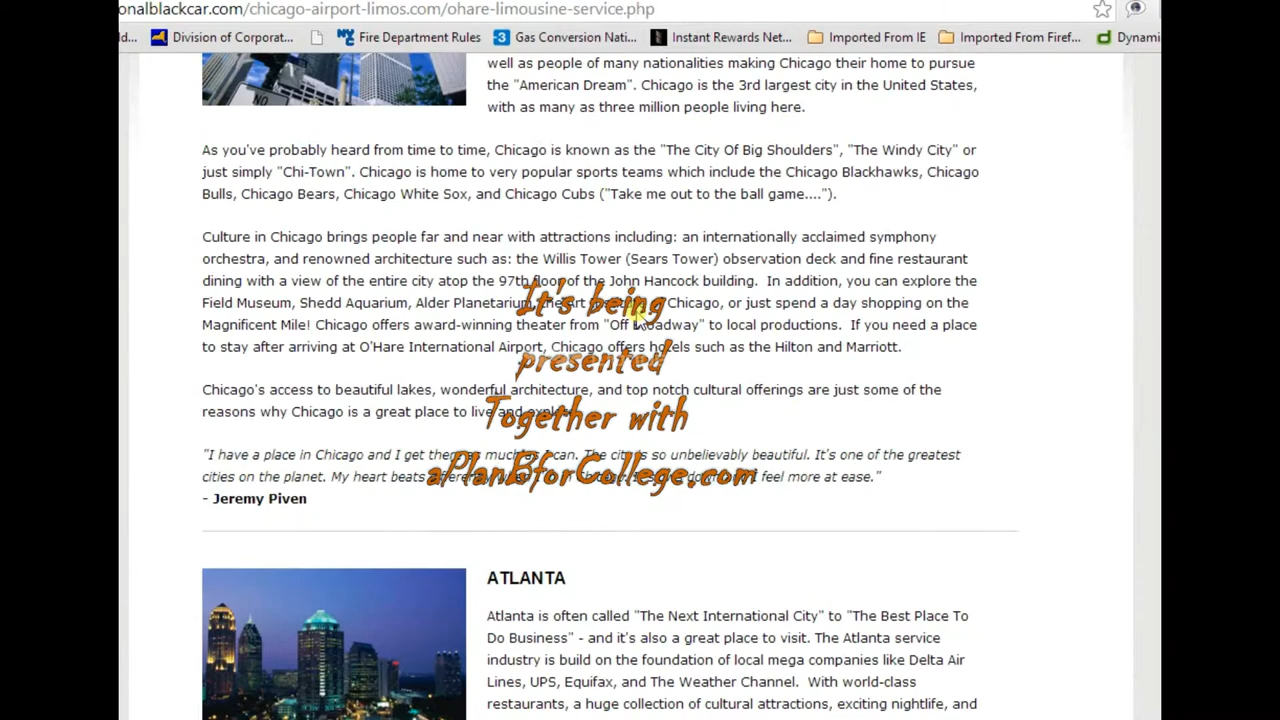 onalblackcar.com/chicago-airport-limos.com/ohare-limousine-service.php
d... Division of Corporat... Fire Department Rules Gas Conversion Nati... Instant Rewards Net... Imported From IE Imported From Firef... Dynami
well as people of many nationalities making Chicago their home to pursue
the "American Dream". Chicago is the 3rd largest city in the United States,
with as many as three million people living here.
As you've probably heard from time to time, Chicago is known as the "The City Of Big Shoulders", "The Windy City" or
just simply "Chi-Town". Chicago is home to very popular sports teams which include the Chicago Blackhawks, Chicago
Bulls, Chicago Bears, Chicago White Sox, and Chicago Cubs ("Take me out to the ball game....").
Culture in Chicago brings people far and near with attractions including: an internationally acclaimed symphony
orchestra, and renowned architecture such as: the Willis Tower (Sears Tower) observation deck and fine restaurant
dining with a view of the entire city atop the 97th floor of the John Hancock building. In addition, you can explore the
Field Museum, Shedd Aquarium, Alder Planetarium, the Art Chicago, or just spend a day shopping on the
Magnificent Mile! Chicago offers award-winning theater from "Off Broadway" to local productions. If you need a place
to stay after arriving at O'Hare International Airport, Chicago offers hotels such as the Hilton and Marriott.
Chicago's access to beautiful lakes, wonderful architecture, and top notch cultural offerings are just some of the
reasons why Chicago is a great place to live and
"I have a place in Chicago and I get there as much as I can. The city is so unbelievably beautiful. It's one of the greatest
cities on the planet. My heart beats I feel more at ease."
- Jeremy Piven
It's being
presented
Together with
aPlanBforCollege.com
ATLANTA
Atlanta is often called "The Next International City" to "The Best Place To
Do Business" - and it's also a great place to visit. The Atlanta service
industry is build on the foundation of local mega companies like Delta Air
Lines, UPS, Equifax, and The Weather Channel. With world-class
restaurants, a huge collection of cultural attractions, exciting nightlife, and